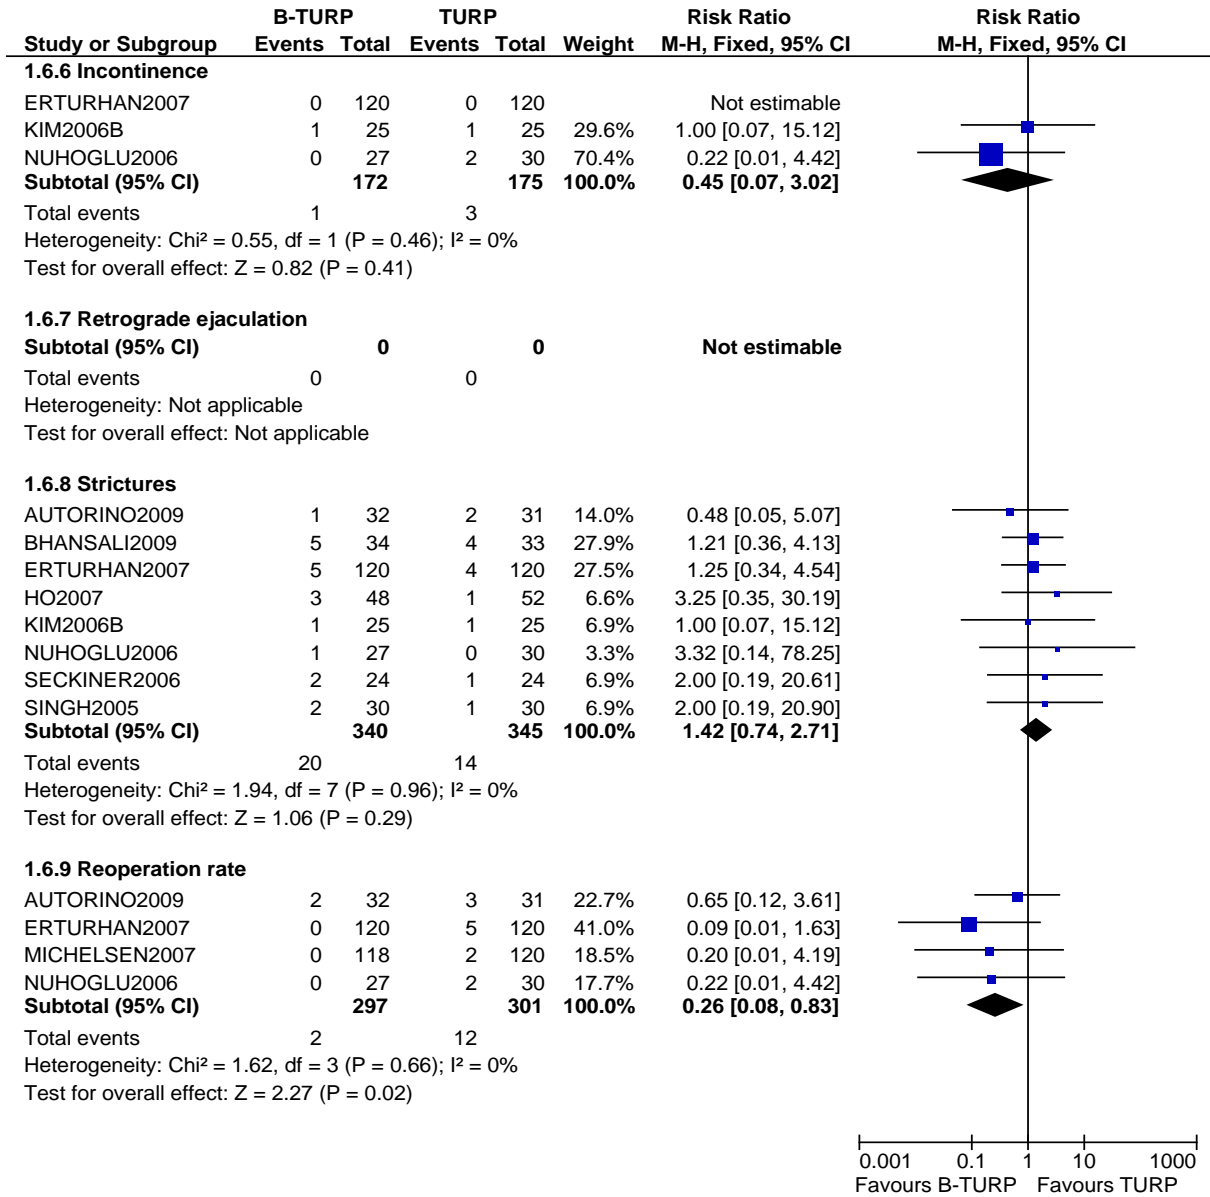 B-TURP TURP Risk Ratio Risk Ratio
Study or Subgroup Events Total Events Total Weight M-H, Fixed, 95% CI M-H, Fixed, 95% CI
1.6.6 Incontinence
ERTURHAN2007 0 120 0 120 Not estimable
KIM2006B 1 25 1 25 29.6% 1.00 [0.07, 15.12]
NUHOGLU2006 0 27 2 30 70.4% 0.22 [0.01, 4.42]
Subtotal (95% CI) 172 175 100.0% 0.45 [0.07, 3.02]
Total events 1 3
Heterogeneity: Chi² = 0.55, df = 1 (P = 0.46); I² = 0%
Test for overall effect: Z = 0.82 (P = 0.41)
1.6.7 Retrograde ejaculation
Subtotal (95% CI) 0 0 Not estimable
Total events 0 0
Heterogeneity: Not applicable
Test for overall effect: Not applicable
1.6.8 Strictures
AUTORINO2009 1 32 2 31 14.0% 0.48 [0.05, 5.07]
BHANSALI2009 5 34 4 33 27.9% 1.21 [0.36, 4.13]
ERTURHAN2007 5 120 4 120 27.5% 1.25 [0.34, 4.54]
HO2007 3 48 1 52 6.6% 3.25 [0.35, 30.19]
KIM2006B 1 25 1 25 6.9% 1.00 [0.07, 15.12]
NUHOGLU2006 1 27 0 30 3.3% 3.32 [0.14, 78.25]
SECKINER2006 2 24 1 24 6.9% 2.00 [0.19, 20.61]
SINGH2005 2 30 1 30 6.9% 2.00 [0.19, 20.90]
Subtotal (95% CI) 340 345 100.0% 1.42 [0.74, 2.71]
Total events 20 14
Heterogeneity: Chi² = 1.94, df = 7 (P = 0.96); I² = 0%
Test for overall effect: Z = 1.06 (P = 0.29)
1.6.9 Reoperation rate
AUTORINO2009 2 32 3 31 22.7% 0.65 [0.12, 3.61]
ERTURHAN2007 0 120 5 120 41.0% 0.09 [0.01, 1.63]
MICHELSEN2007 0 118 2 120 18.5% 0.20 [0.01, 4.19]
NUHOGLU2006 0 27 2 30 17.7% 0.22 [0.01, 4.42]
Subtotal (95% CI) 297 301 100.0% 0.26 [0.08, 0.83]
Total events 2 12
Heterogeneity: Chi² = 1.62, df = 3 (P = 0.66); I² = 0%
Test for overall effect: Z = 2.27 (P = 0.02)
0.001 0.1 1 10 1000
Favours B-TURP Favours TURP